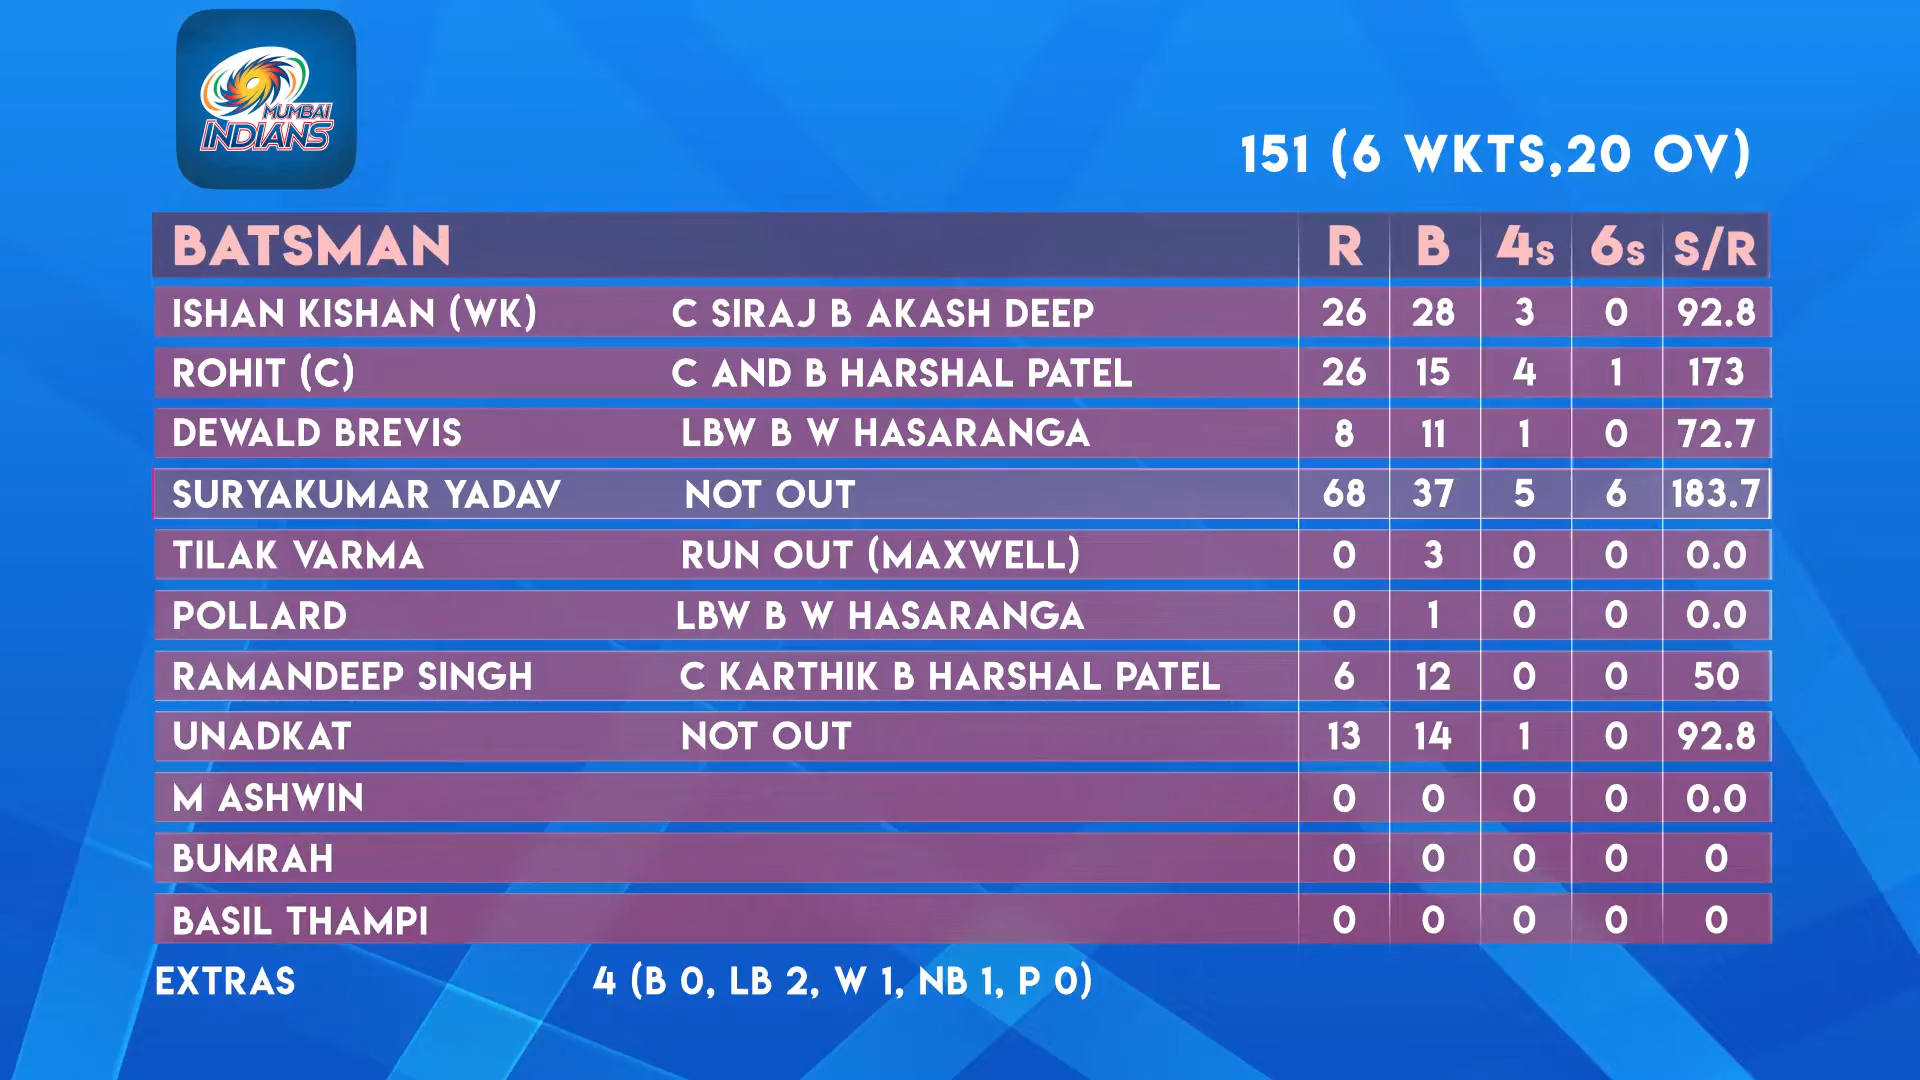 MUMBAI
INDIANS
151 (6 WKTS,20 OV)
BATSMAN R B 4s 6s S/R
ISHAN KISHAN (WK) C SIRAJ B AKASH DEEP 26 28 3 0 92.8
ROHIT (C) C AND B HARSHAL PATEL 26 15 4 1 173
DEWALD BREVIS LBW B W HASARANGA 8 11 1 0 72.7
SURYAKUMAR YADAV NOT OUT 68 37 5 6 183.7
TILAK VARMA RUN OUT (MAXWELL) 0 3 0 0 0.0
POLLARD LBW B W HASARANGA 0 1 0 0 0.0
RAMANDEEP SINGH C KARTHIK B HARSHAL PATEL 6 12 0 0 50
UNADKAT NOT OUT 13 14 1 0 92.8
M ASHWIN 0 0 0 0 0.0
BUMRAH 0 0 0 0 0
BASIL THAMPI 0 0 0 0 0
EXTRAS 4 (B 0, LB 2, W 1, NB 1, P 0)